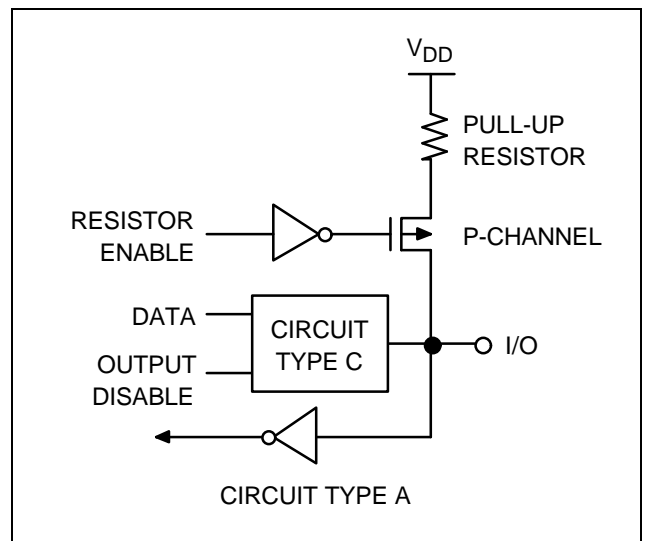 VDD
PULL-UP
RESISTOR
RESISTOR
ENABLE
P-CHANNEL
DATA
CIRCUIT
TYPE C
I/O
OUTPUT
DISABLE
CIRCUIT TYPE A